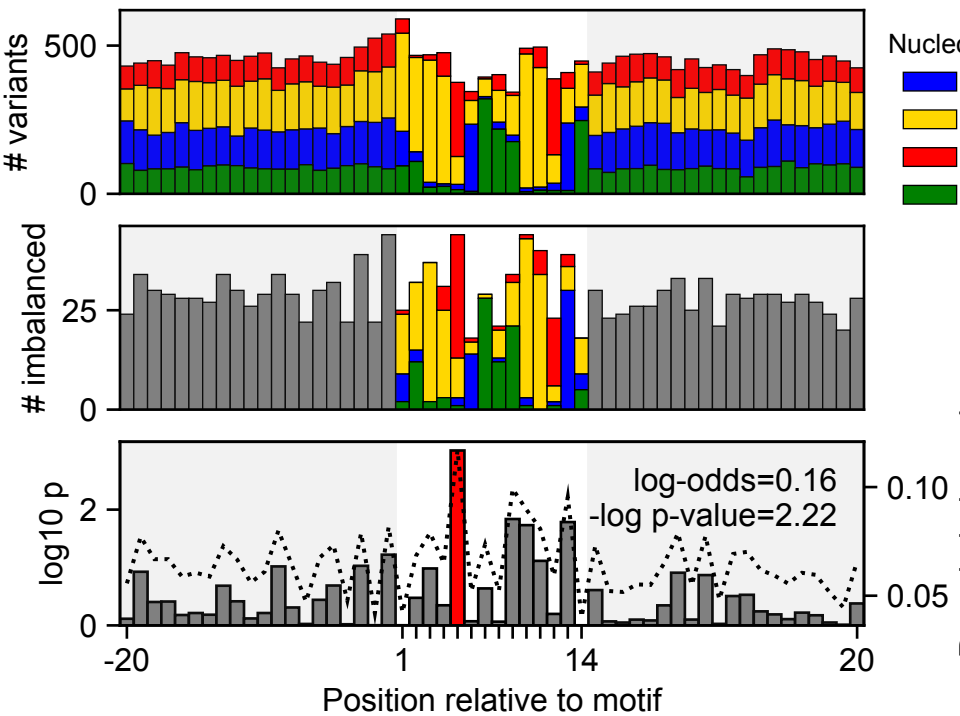 # variants
500
0
Nucleo
# imbalanced
25
0
log10 p
2
0
log-odds=0.16
-log p-value=2.22
0.10
0.05
-20
1
14
20
Position relative to motif